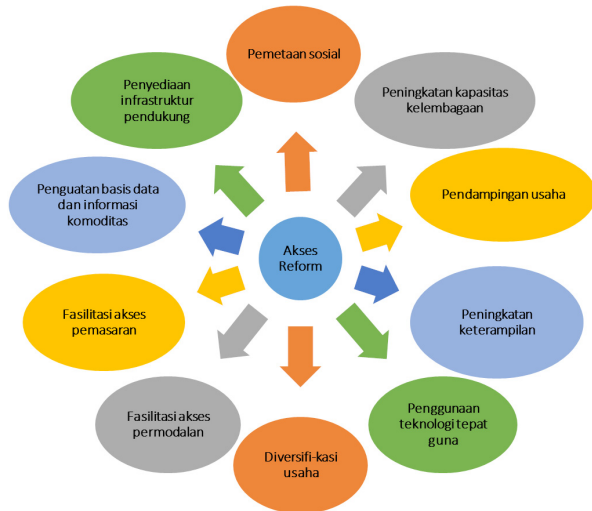 Pemetaan sosial
Peningkatan kapasitas
kelembagaan
Pendampingan usaha
Peningkatan
keterampilan
Penggunaan
teknologi tepat
guna
Diversifi-kasi
usaha
Fasilitasi akses
permodalan
Fasilitasi akses
pemasaran
Penguatan basis data
dan informasi
komoditas
Penyediaan
infrastruktur
pendukung
Akses
Reform